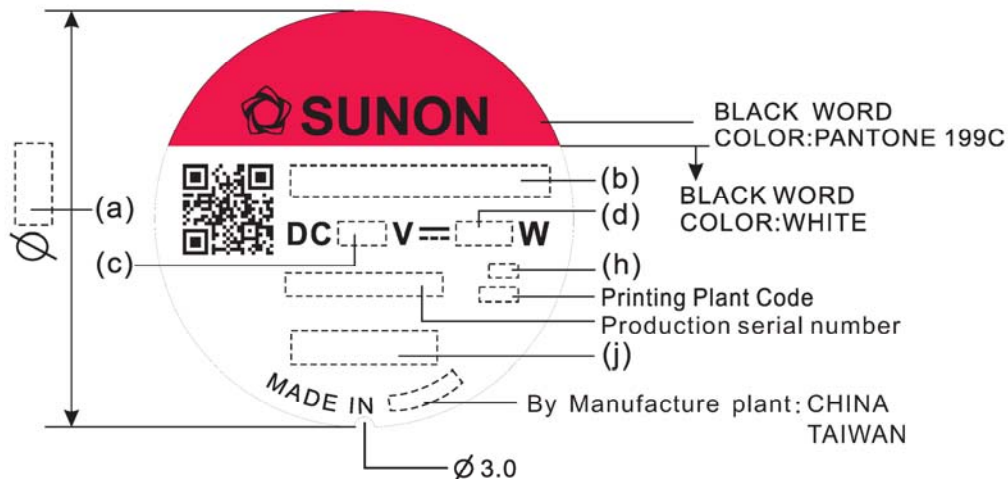 SUNON
BLACK WORD
COLOR:PANTONE 199C
(b)
BLACK WORD
COLOR:WHITE
(a)
(d)
DC V W
Ø
(c)
(h)
Printing Plant Code
Production serial number
(j)
MADE IN
By Manufacture plant: CHINA
TAIWAN
Ø 3.0